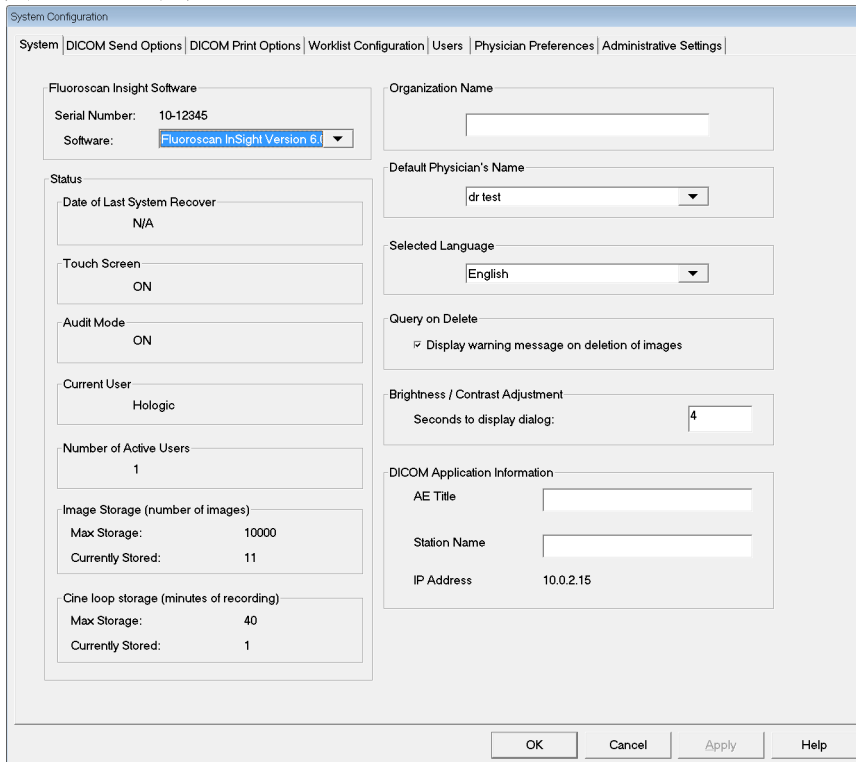 System Configuration
System DICOM Send Options DICOM Print Options Worklist Configuration Users Physician Preferences Administrative Settings
Fluoroscan Insight Software
Serial Number: 10-12345
Software: Fluoroscan InSight Version 6.0
Status
Date of Last System Recover
N/A
Touch Screen
ON
Audit Mode
ON
Current User
Hologic
Number of Active Users
1
Image Storage (number of images)
Max Storage: 10000
Currently Stored: 11
Cine loop storage (minutes of recording)
Max Storage: 40
Currently Stored: 1
Organization Name
Default Physician's Name
dr test
Selected Language
English
Query on Delete
Display warning message on deletion of images
Brightness / Contrast Adjustment
Seconds to display dialog: 4
DICOM Application Information
AE Title
Station Name
IP Address 10.0.2.15
OK Cancel Apply Help